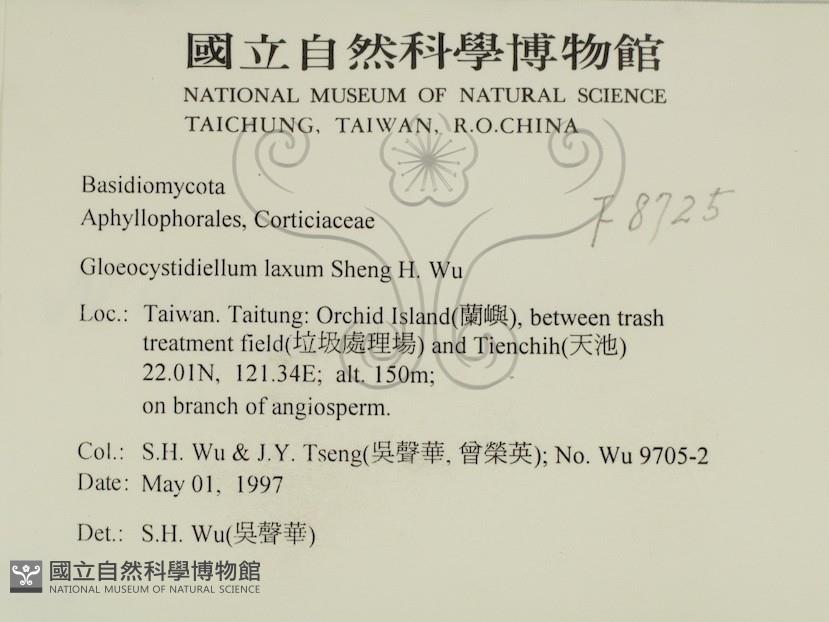 國立自然科學博物館
NATIONAL MUSEUM OF NATURAL SCIENCE
TAICHUNG, TAIWAN, R.O.CHINA
Basidiomycota
Aphyllophorales, Corticiaceae
F8725
Gloeocystidiellum laxum Sheng H. Wu
Loc.: Taiwan. Taitung: Orchid Island(蘭嶼), between trash
treatment field(垃圾處理場) and Tienchih(天池)
22.01N, 121.34E; alt. 150m;
on branch of angiosperm.
Col.: S.H. Wu & J.Y. Tseng(吳聲華, 曾榮英); No. Wu 9705-2
Date: May 01, 1997
Det.: S.H. Wu(吳聲華)
國立自然科學博物館
NATIONAL MUSEUM OF NATURAL SCIENCE